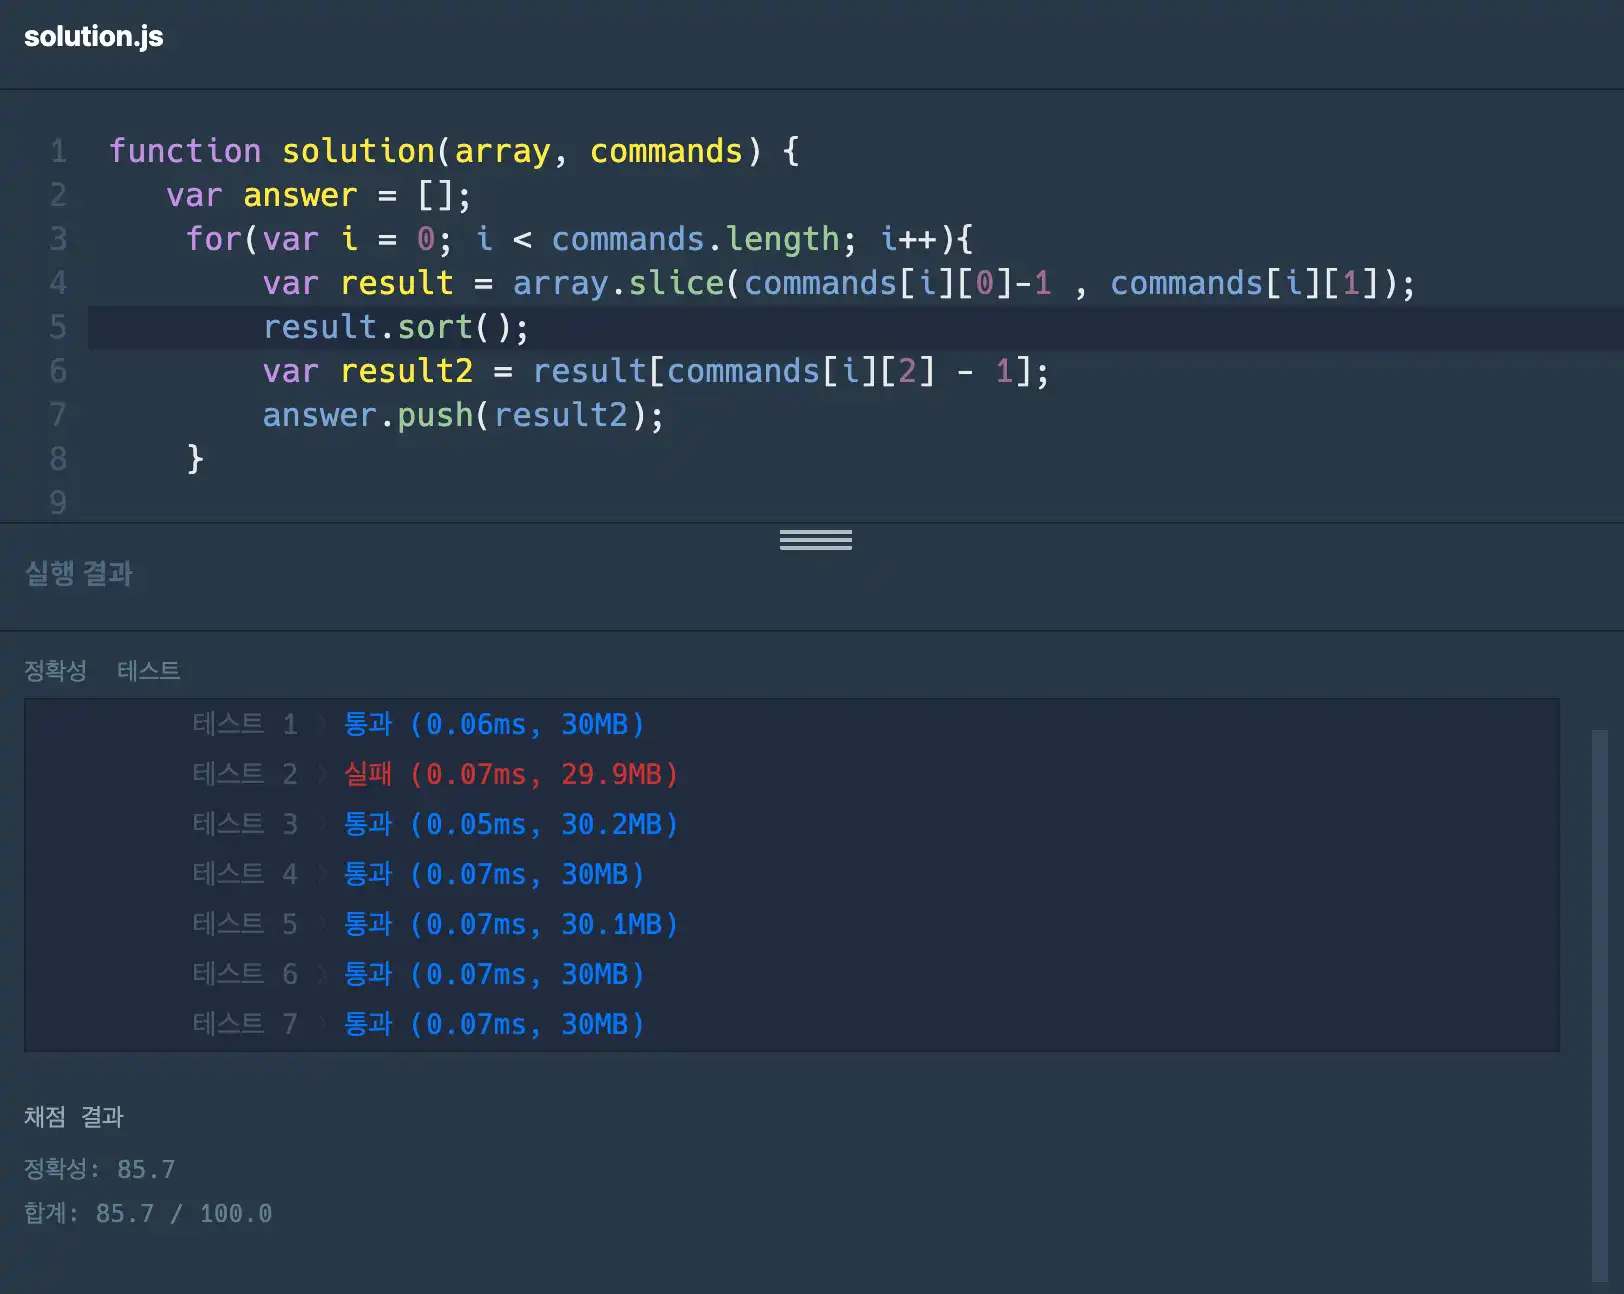 solution.js
1 function solution(array, commands) {
2 var answer = [];
3 for(var i = 0; i < commands.length; i++){
4 var result = array.slice(commands[i][0]-1 , commands[i][1]);
5 result.sort();
6 var result2 = result[commands[i][2] - 1];
7 answer.push(result2);
8 }
9
실행 결과
정확성 테스트
테스트 1 > 통과 (0.06ms, 30MB)
테스트 2 > 실패 (0.07ms, 29.9MB)
테스트 3 > 통과 (0.05ms, 30.2MB)
테스트 4 > 통과 (0.07ms, 30MB)
테스트 5 > 통과 (0.07ms, 30.1MB)
테스트 6 > 통과 (0.07ms, 30MB)
테스트 7 > 통과 (0.07ms, 30MB)
채점 결과
정확성: 85.7
합계: 85.7 / 100.0